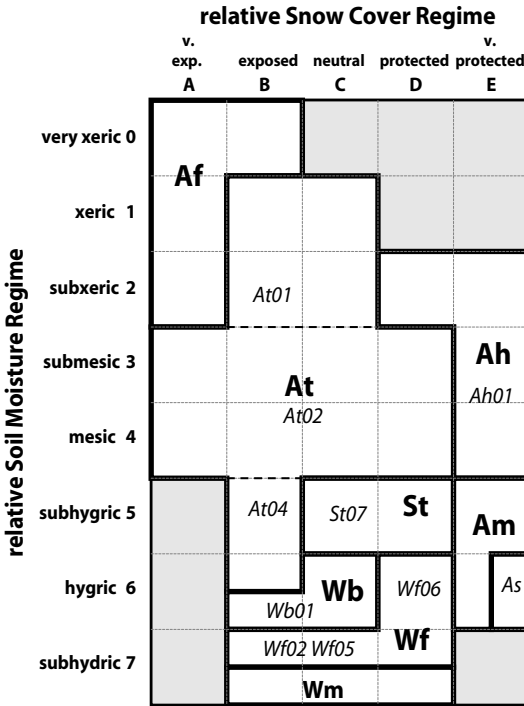 relative Snow Cover Regime
v. exp. exposed neutral protected v. protected
A B C D E
very xeric 0
Af
xeric 1
subxeric 2
At01
relative Soil Moisture Regime
submesic 3
Ah
At
Ah01
At02
mesic 4
subhygric 5
At04
St07
St
Am
hygric 6
Wb
Wf06
As
Wb01
Wf02 Wf05
Wf
subhydric 7
Wm